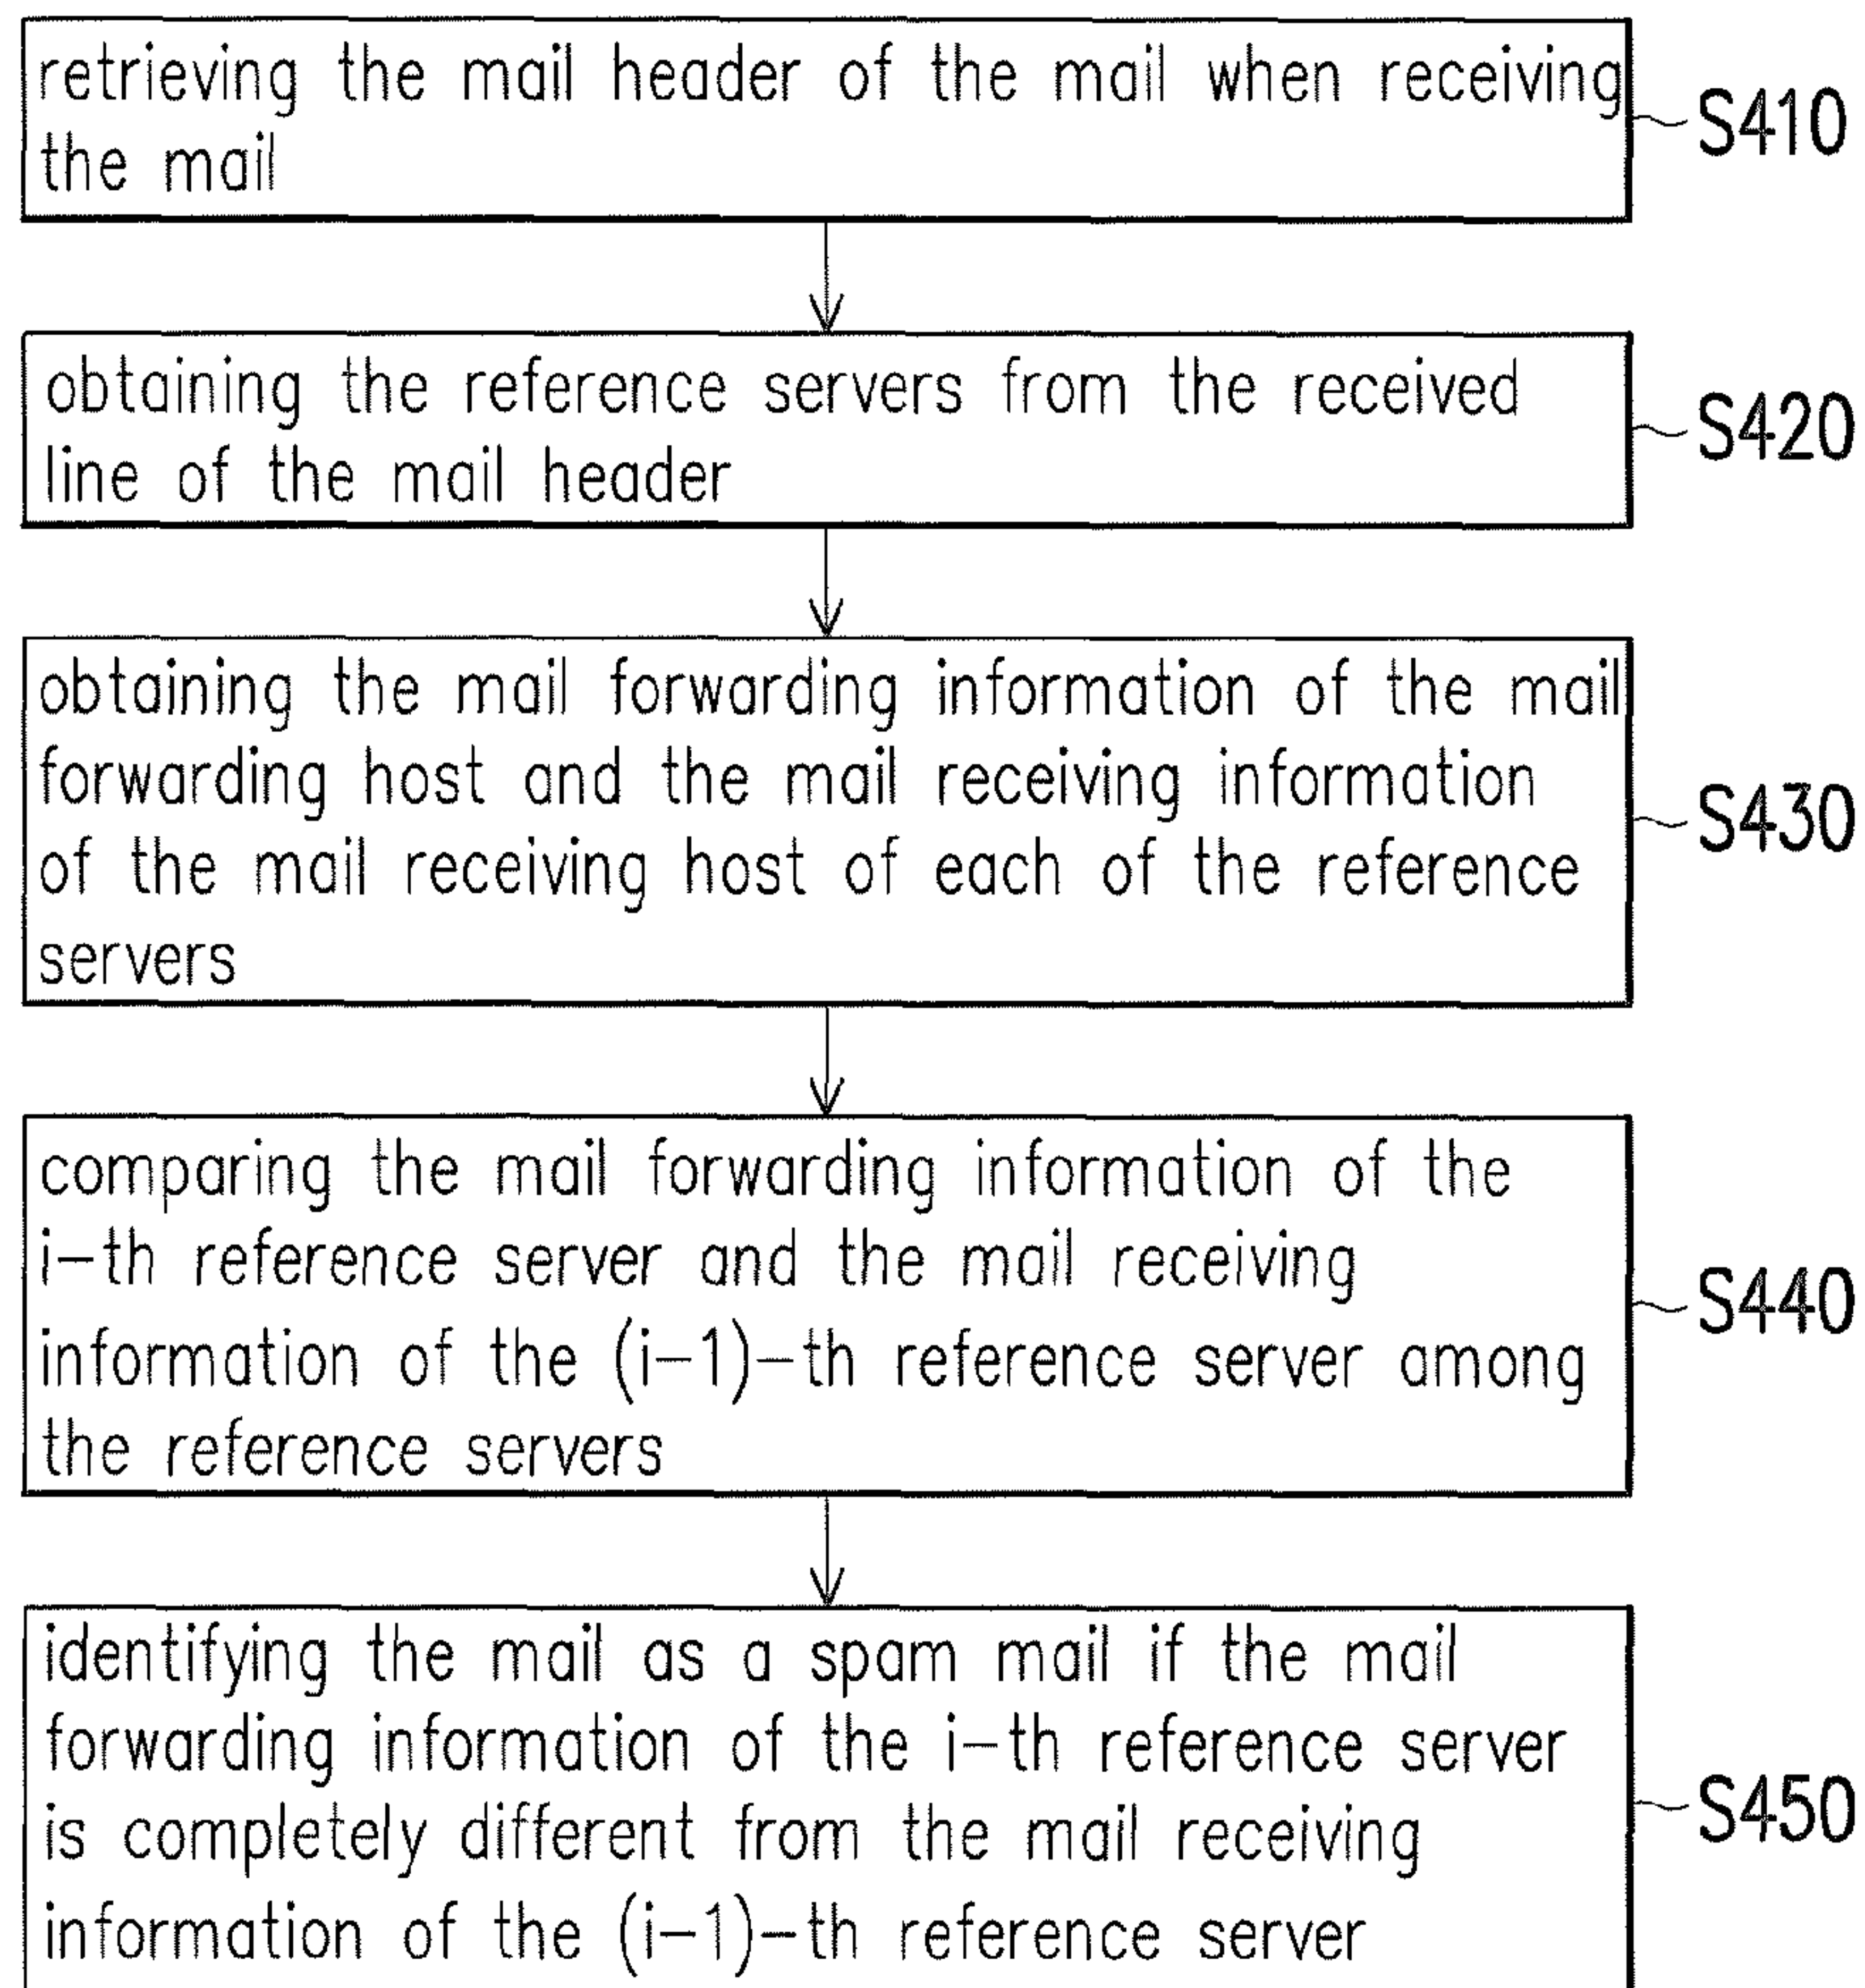 retrieving the mail header of the mail when receiving
the mail
S410
obtaining the reference servers from the received
line of the mail header
S420
obtaining the mail forwarding information of the mail
forwarding host and the mail receiving information
of the mail receiving host of each of the reference
servers
S430
comparing the mail forwarding information of the
i-th reference server and the mail receiving
information of the (i-1)-th reference server among
the reference servers
S440
identifying the mail as a spam mail if the mail
forwarding information of the i-th reference server
is completely different from the mail receiving
information of the (i-1)-th reference server
S450